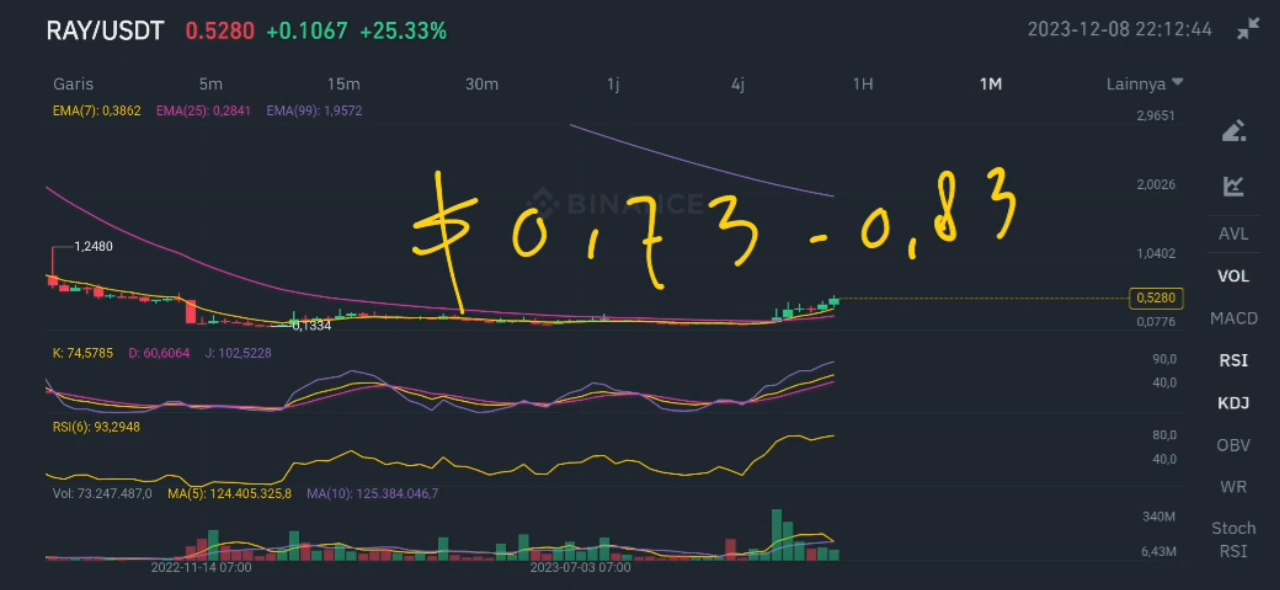 RAY/USDT 0.5280 +0.1067 +25.33% 2023-12-08 22:12:44
Garis 5m 15m 30m 1j 4j 1H 1M Lainnya
EMA(7): 0,3862 EMA(25): 0,2841 EMA(99): 1,9572
2,9651
2,0026
BINANCE
$0,73 - 0,83
AVL
1,2480
1,0402
VOL
0,5280
0,1334
0,0776
MACD
K: 74,5785 D: 60,6064 J: 102,5228
90,0
RSI
40,0
KDJ
RSI(6): 93,2948
80,0
OBV
40,0
WR
Vol: 73.247.487,0 MA(5): 124.405.325,8 MA(10): 125.384.046,7
340M
Stoch
RSI
6,43M
2022-11-14 07:00 2023-07-03 07:00